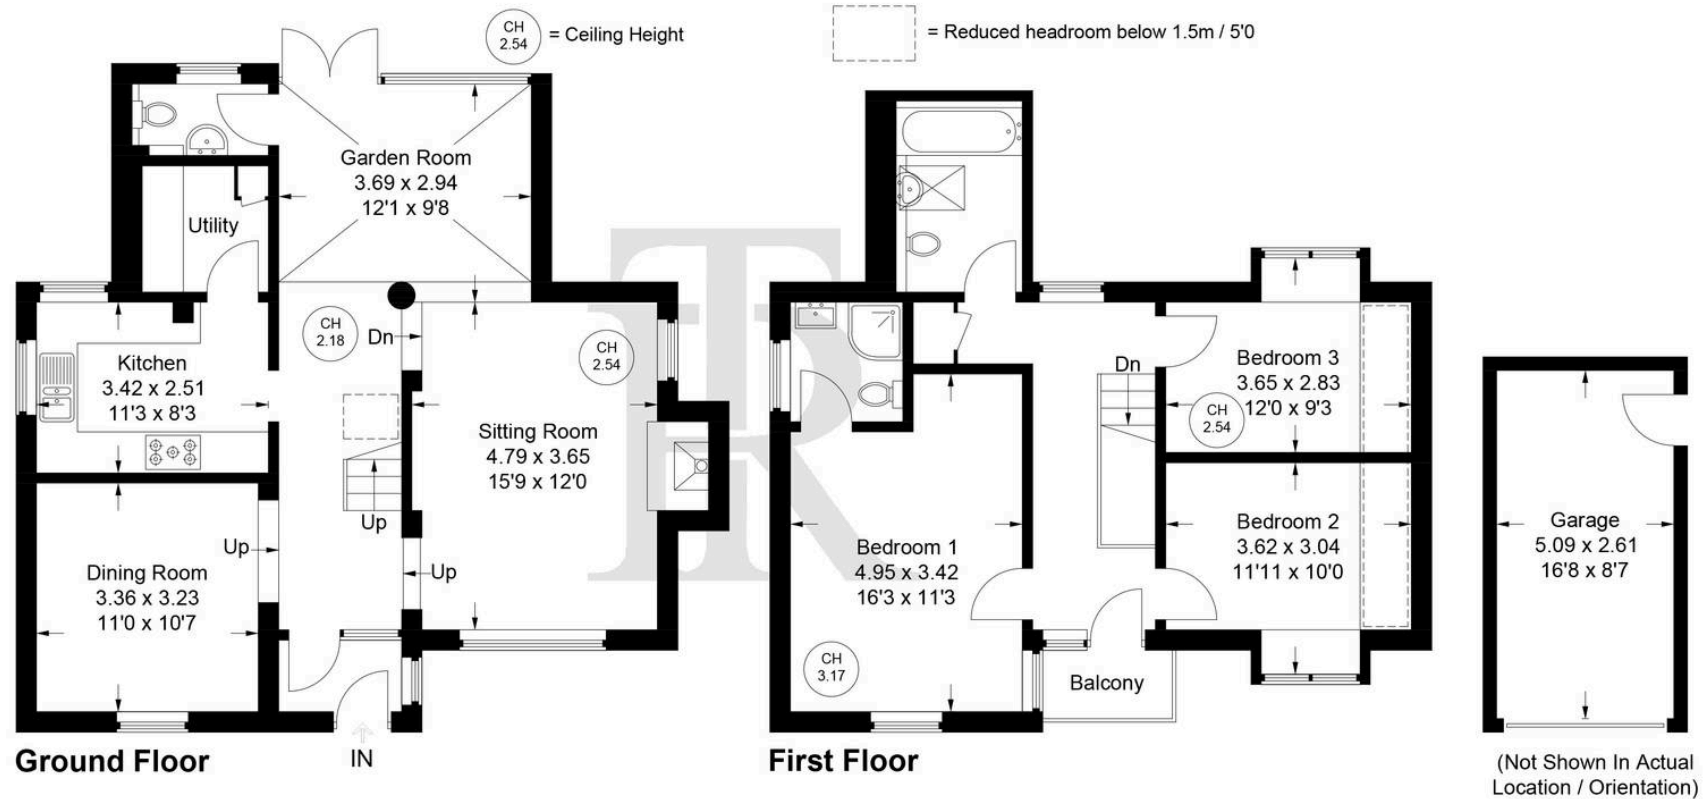 CH
2.54
= Ceiling Height
= Reduced headroom below 1.5m / 5'0
Garden Room
3.69 x 2.94
12'1 x 9'8
Utility
CH
2.18
Dn
CH
2.54
Kitchen
3.42 x 2.51
11'3 x 8'3
Sitting Room
4.79 x 3.65
15'9 x 12'0
Up
Up
Up
Dining Room
3.36 x 3.23
11'0 x 10'7
IN
Ground Floor
Dn
Bedroom 3
3.65 x 2.83
12'0 x 9'3
CH
2.54
Bedroom 2
3.62 x 3.04
11'11 x 10'0
Bedroom 1
4.95 x 3.42
16'3 x 11'3
CH
3.17
Balcony
First Floor
Garage
5.09 x 2.61
16'8 x 8'7
(Not Shown In Actual
Location / Orientation)
TR